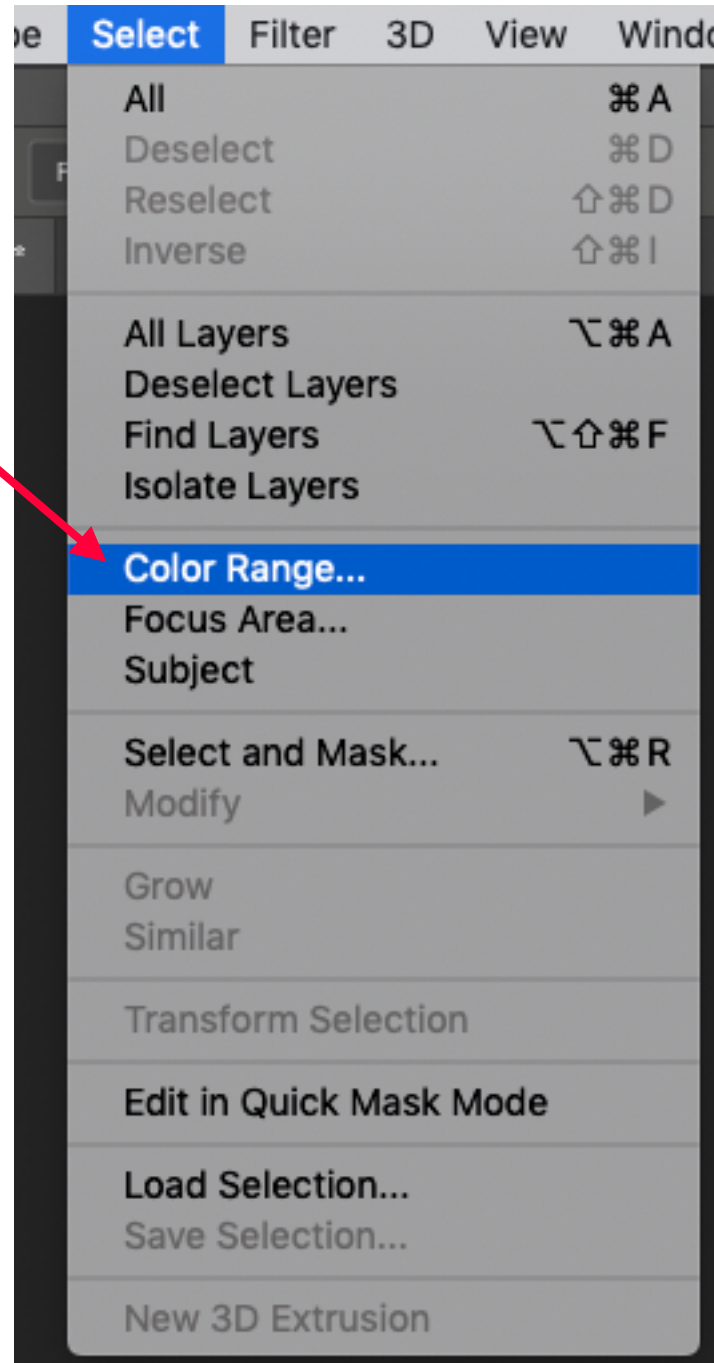 Select Filter 3D View
All ⌘A
Deselect ⌘D
Reselect ⇧⌘D
Inverse ⇧⌘I
All Layers ⌥⌘A
Deselect Layers
Find Layers ⌥⇧⌘F
Isolate Layers
Color Range...
Focus Area...
Subject
Select and Mask... ⌥⌘R
Modify ▶
Grow
Similar
Transform Selection
Edit in Quick Mask Mode
Load Selection...
Save Selection...
New 3D Extrusion